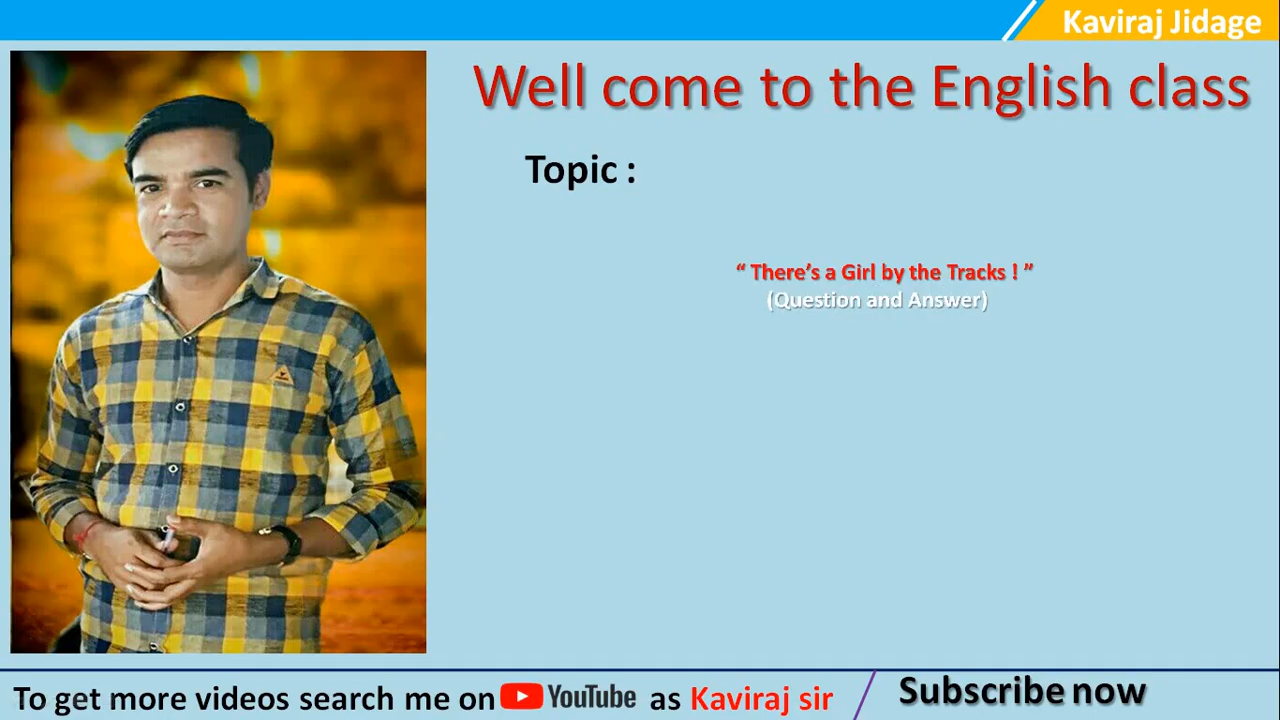 Kaviraj Jidage
Well come to the English class
Topic :
“ There’s a Girl by the Tracks ! ”
(Question and Answer)
To get more videos search me on YouTube as Kaviraj sir
Subscribe now